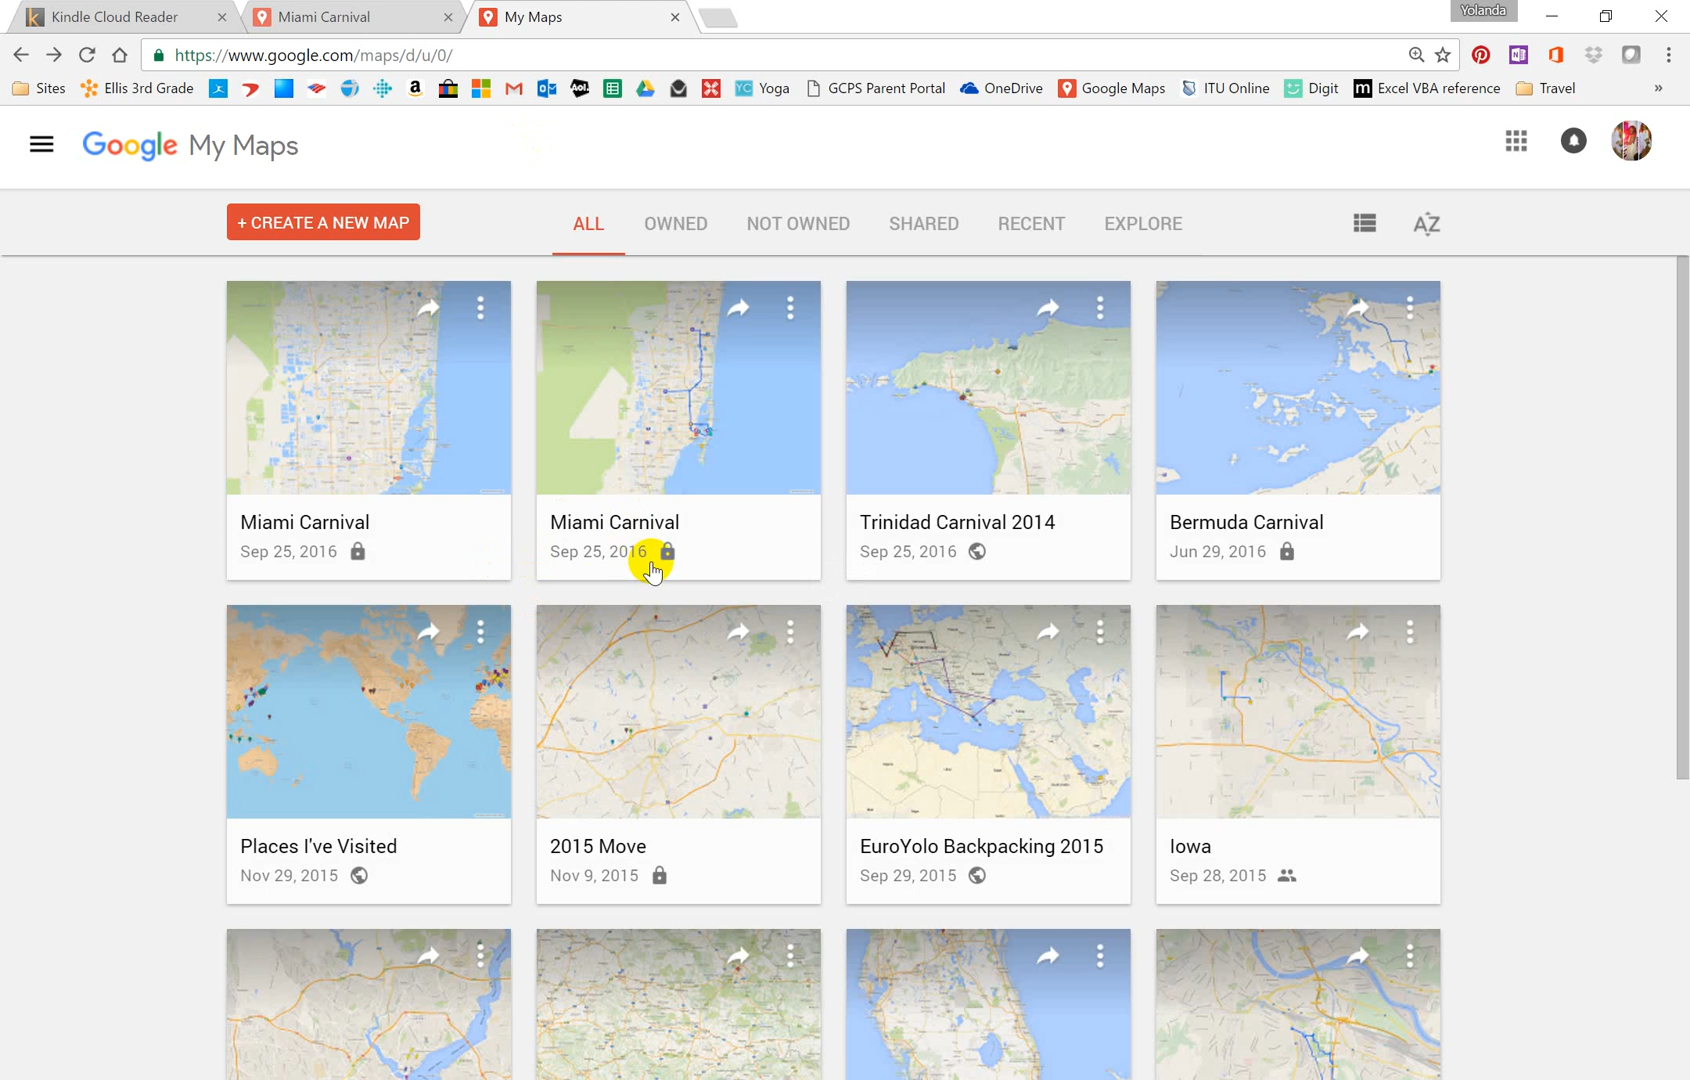 Kindle Cloud Reader
Miami Carnival
My Maps
Yolanda
https://www.google.com/maps/d/u/0/
Sites
Ellis 3rd Grade
Aol.
YC Yoga
GCPS Parent Portal
OneDrive
Google Maps
ITU Online
Digit
m Excel VBA reference
Travel
»
Google My Maps
+ CREATE A NEW MAP
ALL
OWNED
NOT OWNED
SHARED
RECENT
EXPLORE
AZ
Miami Carnival
Sep 25, 2016
Miami Carnival
Sep 25, 2016
Trinidad Carnival 2014
Sep 25, 2016
Bermuda Carnival
Jun 29, 2016
Places I've Visited
Nov 29, 2015
2015 Move
Nov 9, 2015
EuroYolo Backpacking 2015
Sep 29, 2015
Iowa
Sep 28, 2015